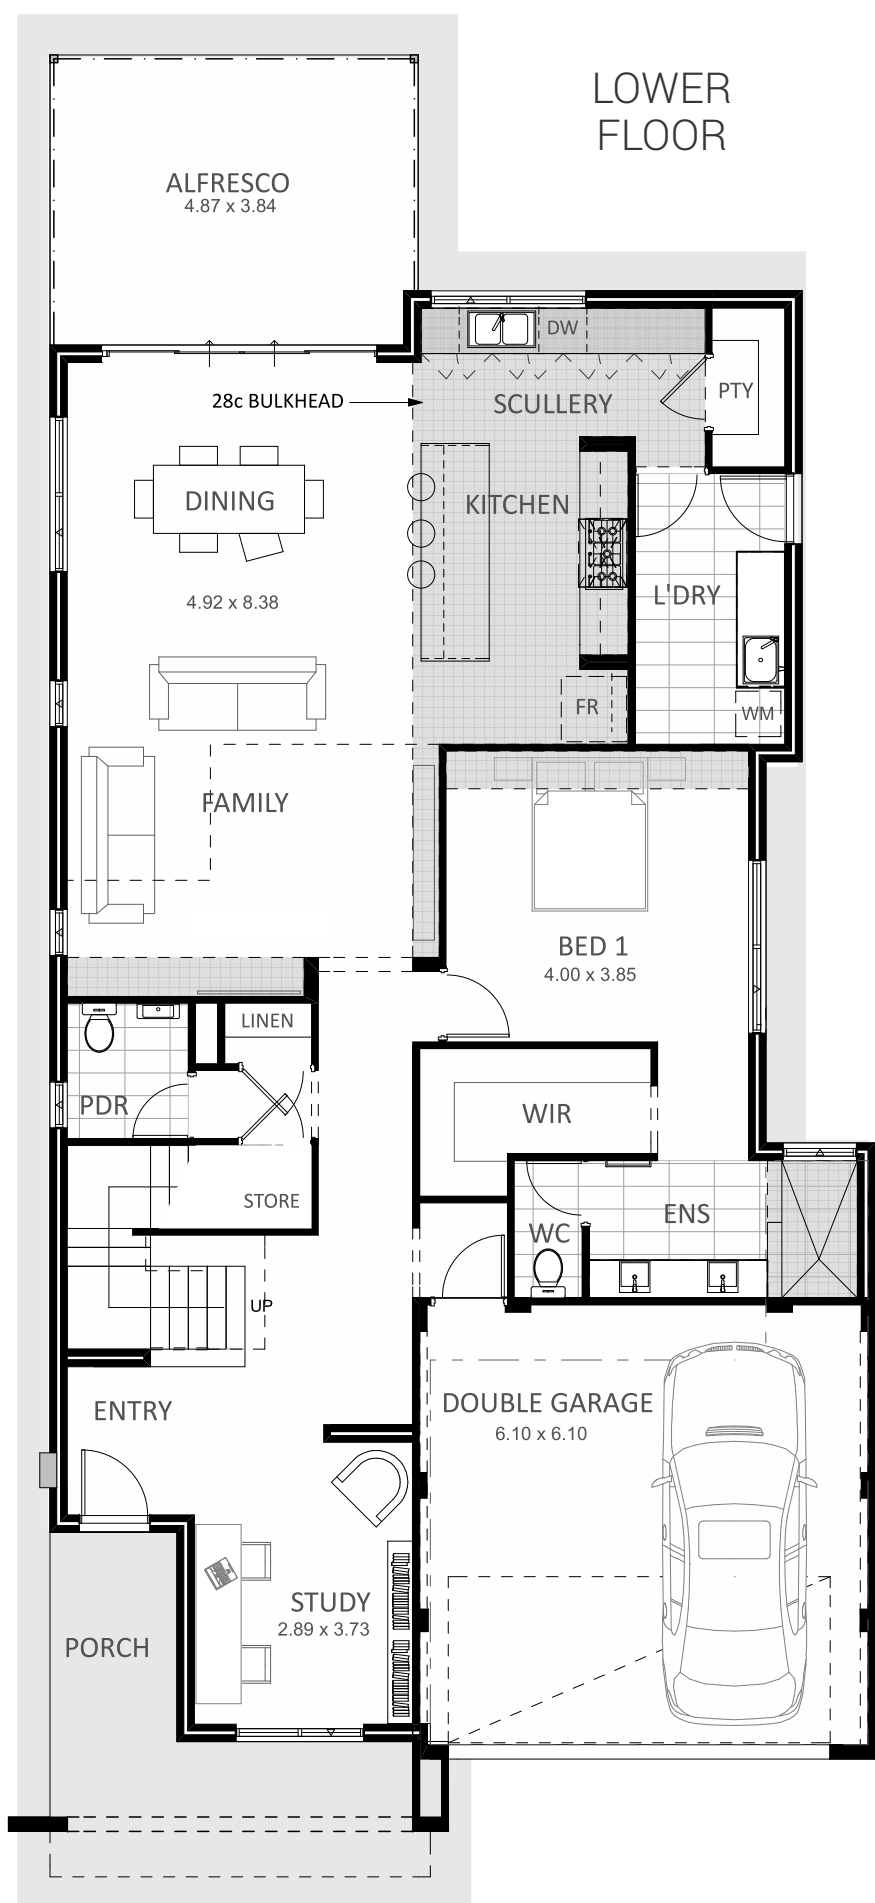 LOWER
FLOOR
ALFRESCO
4.87 x 3.84
DW
PTY
28c BULKHEAD
SCULLERY
DINING
KITCHEN
4.92 x 8.38
L'DRY
FR
WM
FAMILY
BED 1
4.00 x 3.85
LINEN
PDR
WIR
STORE
WC
ENS
UP
ENTRY
DOUBLE GARAGE
6.10 x 6.10
STUDY
2.89 x 3.73
PORCH